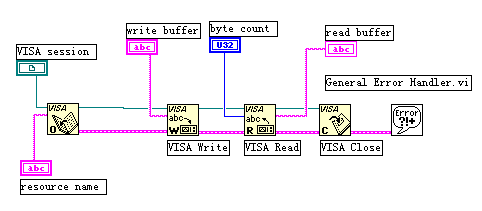 write buffer
byte count
read buffer
VISA session
abc
U32
abc
General Error Handler.vi
VISA
O
VISA
abc
W
VISA
abc
R
VISA
C
Error
?!+
VISA Write
VISA Read
VISA Close
abc
resource name